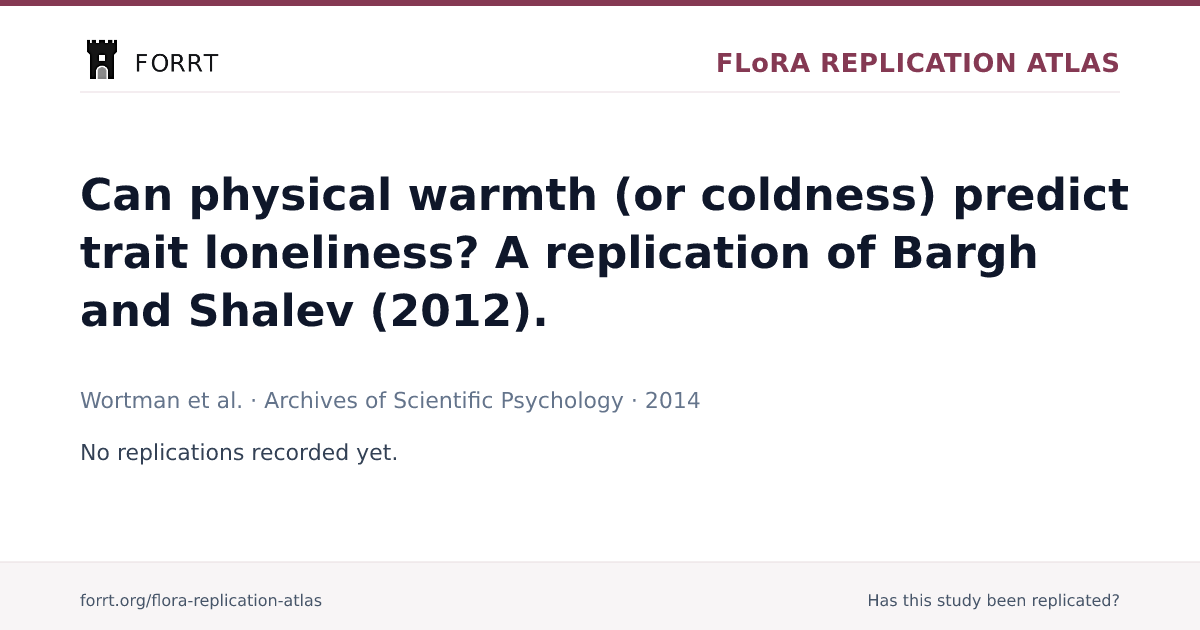 FORRT
FLoRA REPLICATION ATLAS
Can physical warmth (or coldness) predict
trait loneliness? A replication of Bargh
and Shalev (2012).
Wortman et al. · Archives of Scientific Psychology · 2014
No replications recorded yet.
forrt.org/flora-replication-atlas
Has this study been replicated?